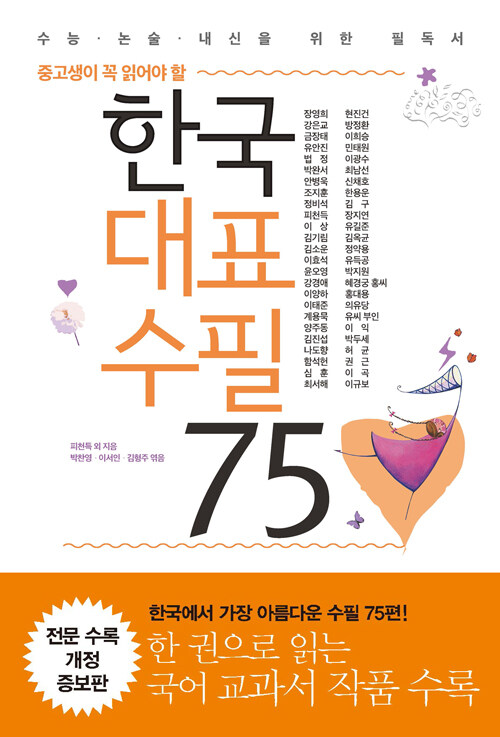 수능·논술·내신을 위한 필독서
중고생이 꼭 읽어야 할
한국
대표
수필
75
장영희 현진건
강은교 방정환
금장태 이희승
유안진 민태원
법 정 이광수
박완서 최남선
안병욱 신채호
조지훈 한용운
정비석 김 구
피천득 장지연
이 상 유길준
김기림 김옥균
김소운 정약용
이효석 유득공
윤오영 박지원
강경애 혜경궁 홍씨
이양하 홍대용
이태준 의유당
계용묵 유씨 부인
양주동 이 익
김진섭 박두세
나도향 허 균
함석헌 권 근
심 훈 이 곡
최서해 이규보
피천득 외 지음
박찬영·이서인·김형주 엮음
전문 수록
개정
증보판
한국에서 가장 아름다운 수필 75편!
한 권으로 읽는
국어 교과서 작품 수록